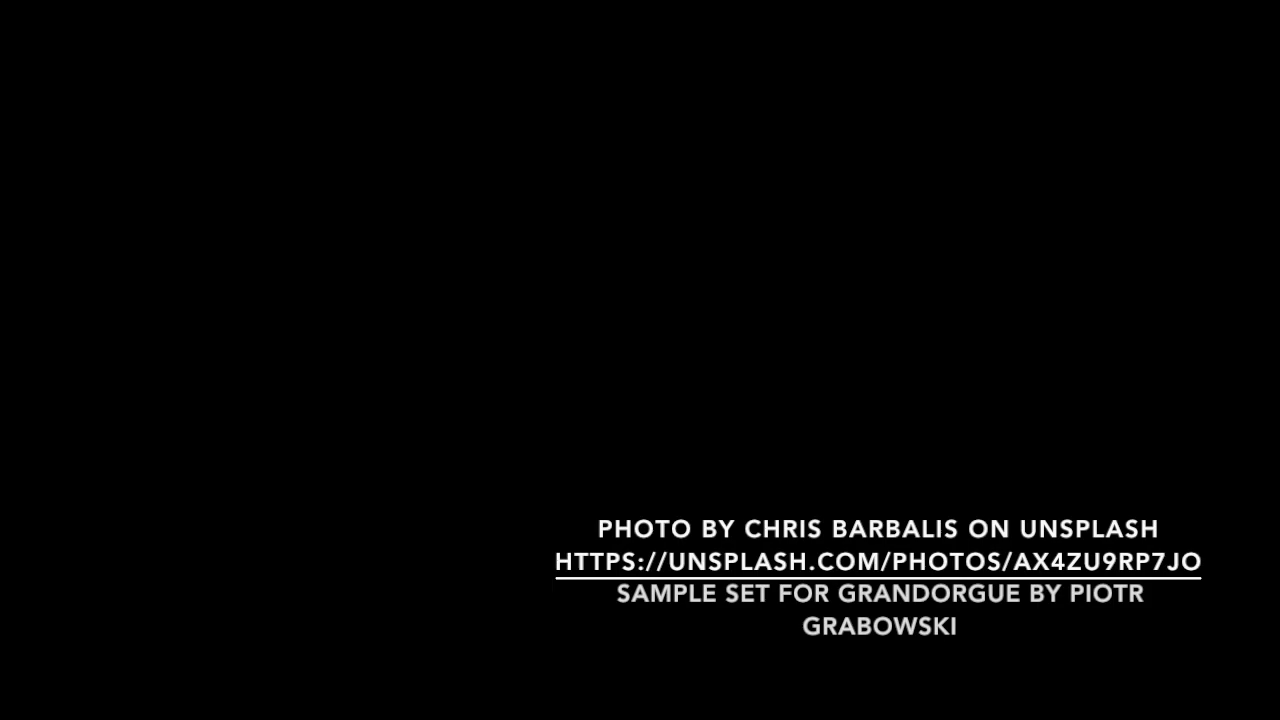 PHOTO BY CHRIS BARBALIS ON UNSPLASH
HTTPS://UNSPLASH.COM/PHOTOS/AX4ZU9RP7JO
SAMPLE SET FOR GRANDORGUE BY PIOTR
GRABOWSKI